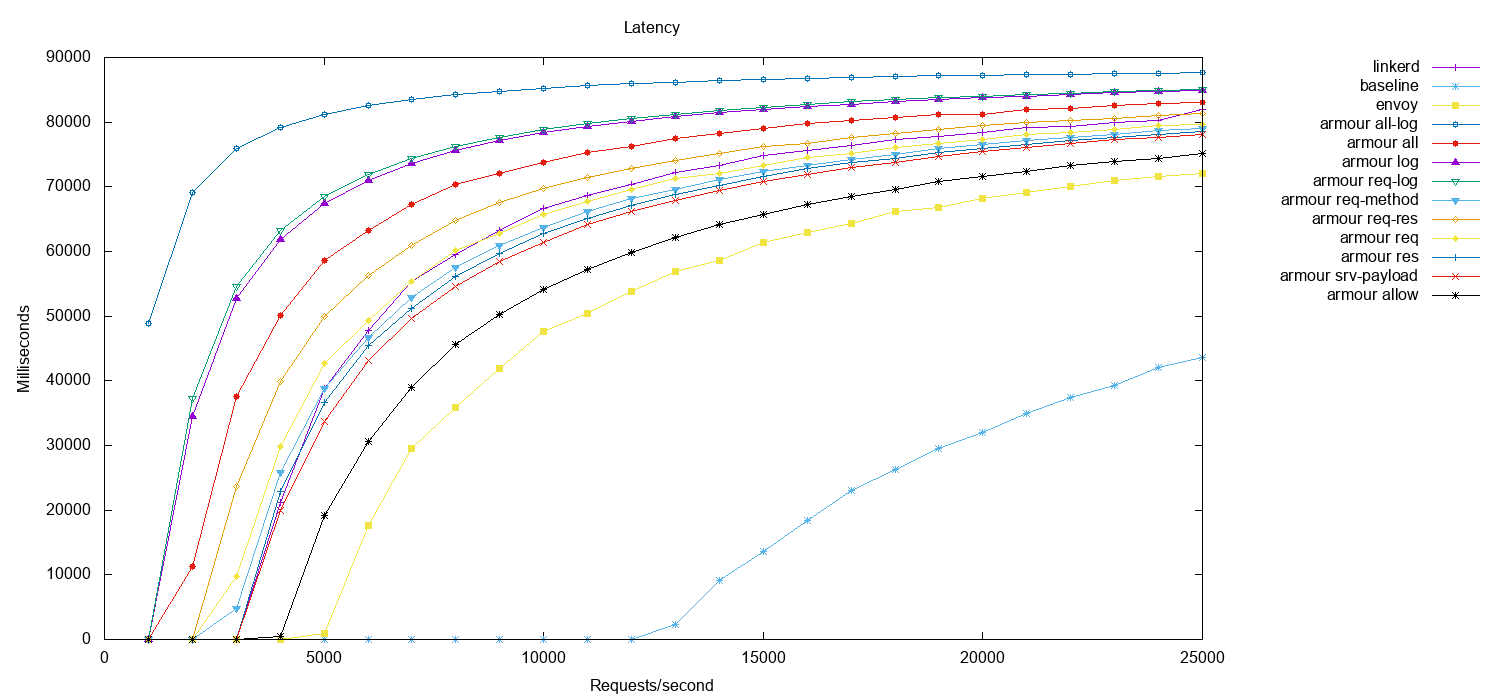 Latency
90000
80000
70000
60000
50000
40000
30000
20000
10000
0
Milliseconds
0 5000 10000 15000 20000 25000
Requests/second
linkerd
baseline
envoy
armour all-log
armour all
armour log
armour req-log
armour req-method
armour req-res
armour req
armour res
armour srv-payload
armour allow